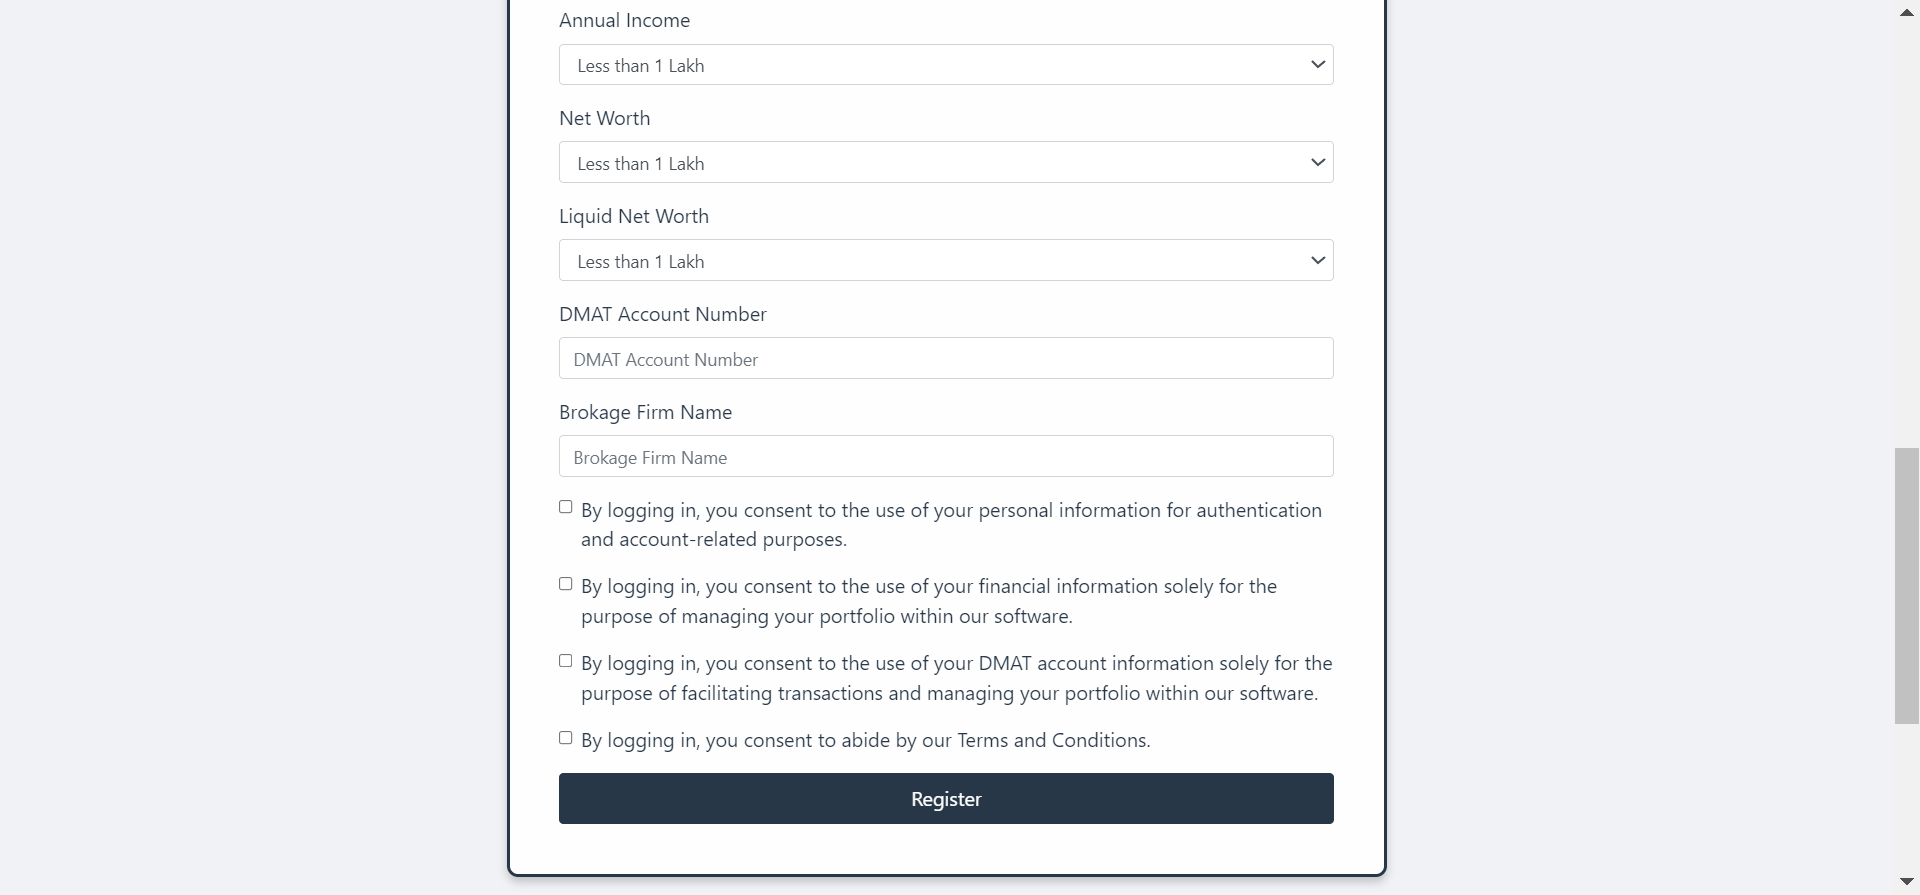 Annual Income
Less than 1 Lakh
Net Worth
Less than 1 Lakh
Liquid Net Worth
Less than 1 Lakh
DMAT Account Number
DMAT Account Number
Brokage Firm Name
Brokage Firm Name
By logging in, you consent to the use of your personal information for authentication
and account-related purposes.
By logging in, you consent to the use of your financial information solely for the
purpose of managing your portfolio within our software.
By logging in, you consent to the use of your DMAT account information solely for the
purpose of facilitating transactions and managing your portfolio within our software.
By logging in, you consent to abide by our Terms and Conditions.
Register